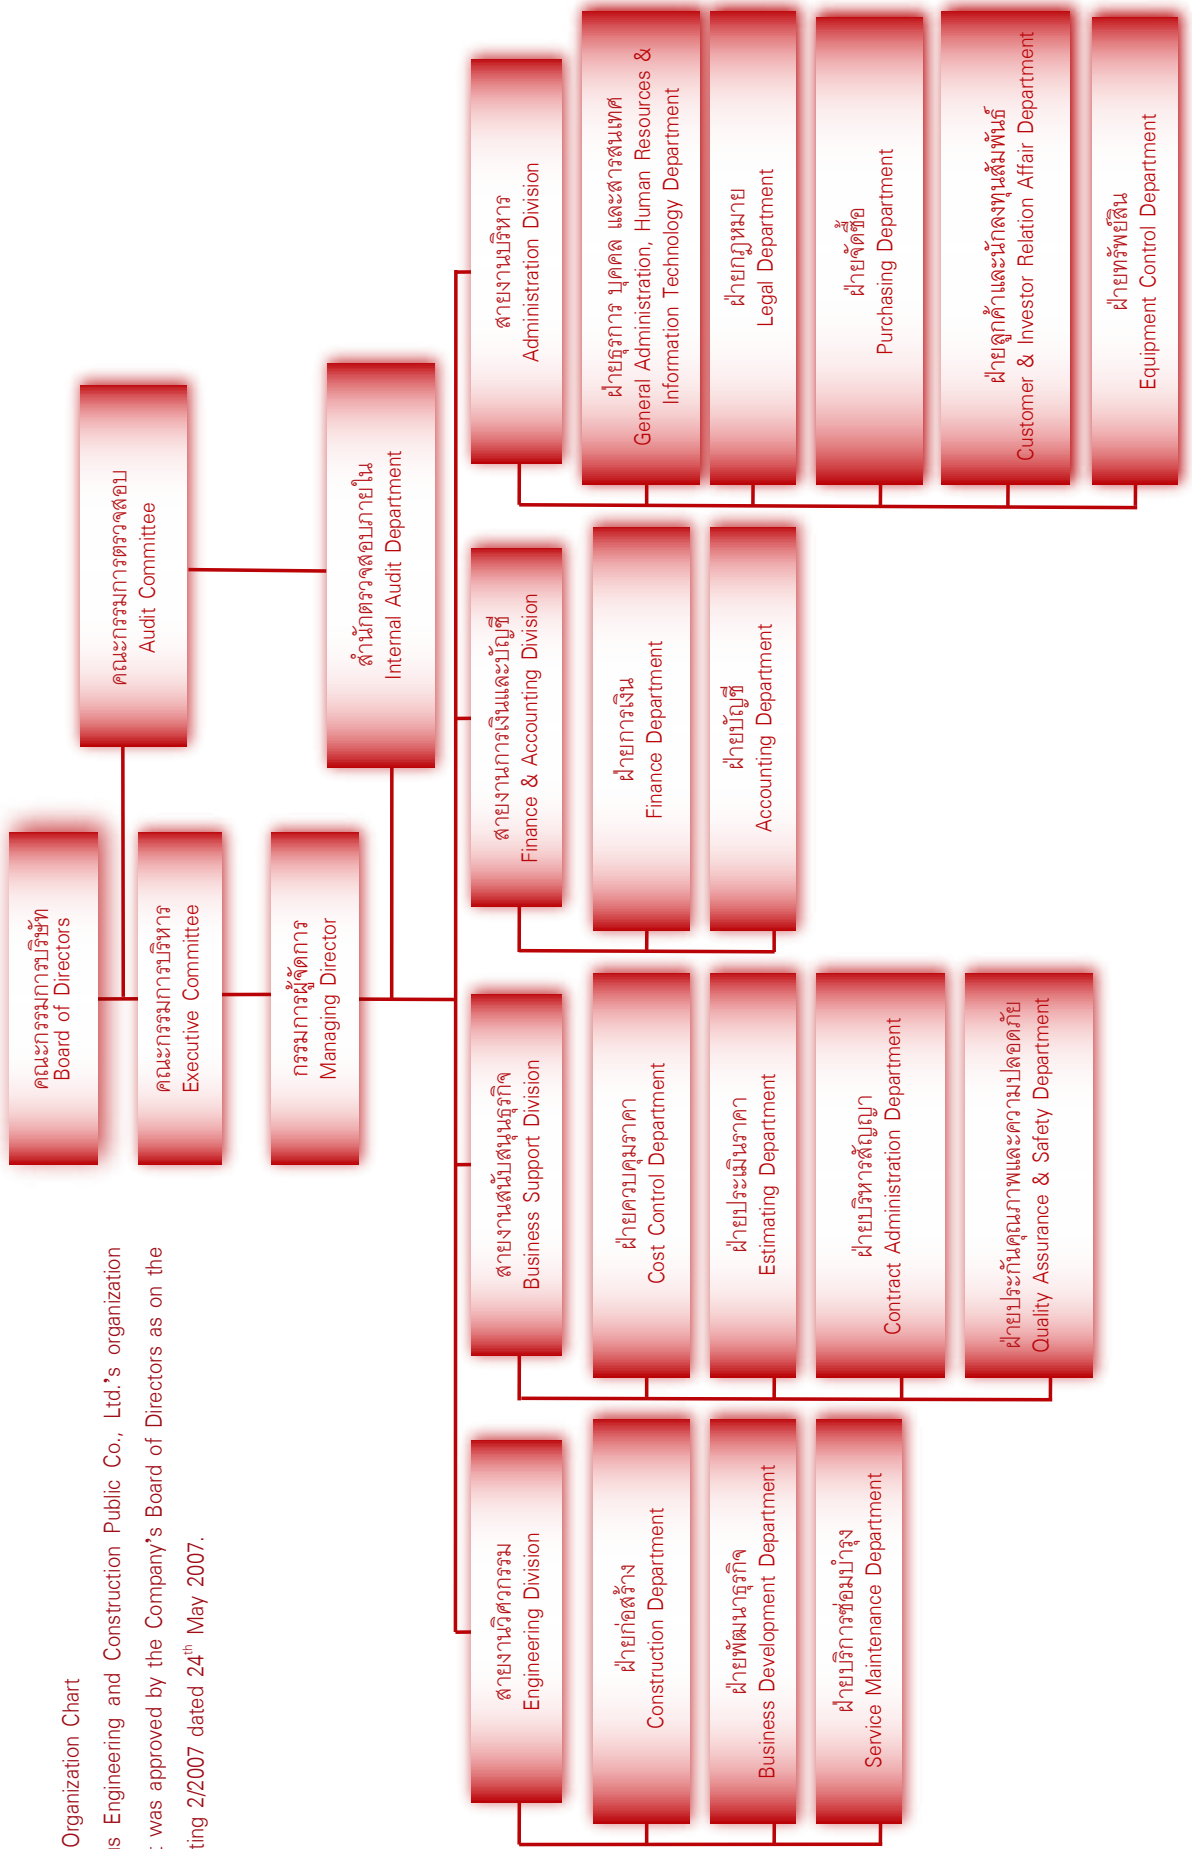 Organization Chart
Engineering and Construction Public Co., Ltd.'s organization
was approved by the Company's Board of Directors as on the
2/2007 dated 24th May 2007.
คณะกรรมการบริษัท
Board of Directors
คณะกรรมการตรวจสอบ
Audit Committee
คณะกรรมการบริหาร
Executive Committee
กรรมการผู้จัดการ
Managing Director
สำนักตรวจสอบภายใน
Internal Audit Department
สายงานวิศวกรรม
Engineering Division
ฝ่ายก่อสร้าง
Construction Department
ฝ่ายพัฒนาธุรกิจ
Business Development Department
ฝ่ายบริการซ่อมบำรุง
Service Maintenance Department
สายงานสนับสนุนธุรกิจ
Business Support Division
ฝ่ายควบคุมราคา
Cost Control Department
ฝ่ายประเมินราคา
Estimating Department
ฝ่ายบริหารสัญญา
Contract Administration Department
ฝ่ายประกันคุณภาพและความปลอดภัย
Quality Assurance & Safety Department
สายงานการเงินและบัญชี
Finance & Accounting Division
ฝ่ายการเงิน
Finance Department
ฝ่ายบัญชี
Accounting Department
สายงานบริหาร
Administration Division
ฝ่ายธุรการ บุคคล และสารสนเทศ
General Administration, Human Resources &
Information Technology Department
ฝ่ายกฎหมาย
Legal Department
ฝ่ายจัดซื้อ
Purchasing Department
ฝ่ายลูกค้าและนักลงทุนสัมพันธ์
Customer & Investor Relation Affair Department
ฝ่ายทรัพย์สิน
Equipment Control Department